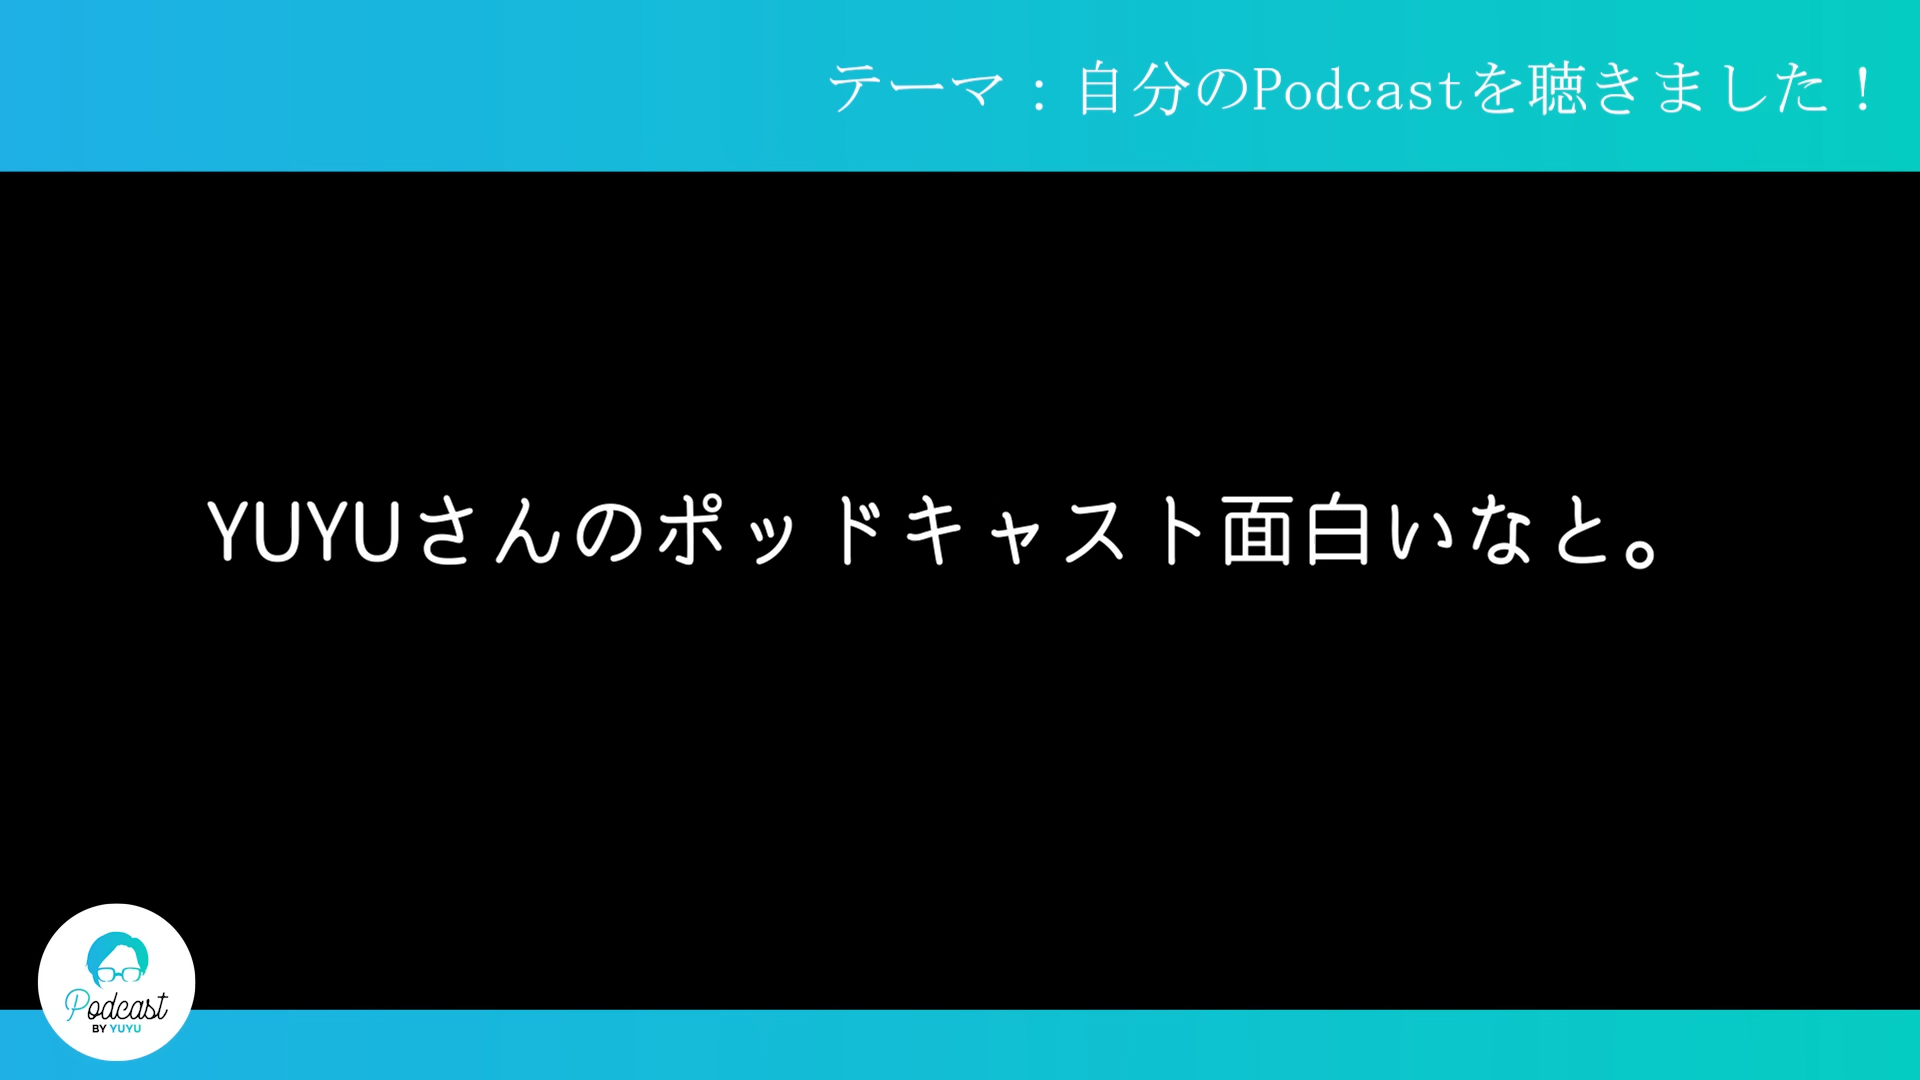 テーマ：自分のPodcastを聴きました！
YUYUさんのポッドキャスト面白いなと。
Podcast
BY YUYU